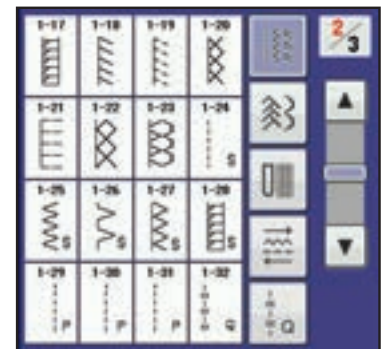 1-17 1-18 1-19 1-20
2/3
1-21 1-22 1-23 1-24
S
1-25 1-26 1-27 1-28
S S S S
1-29 1-30 1-31 1-32
P P P Q
Q